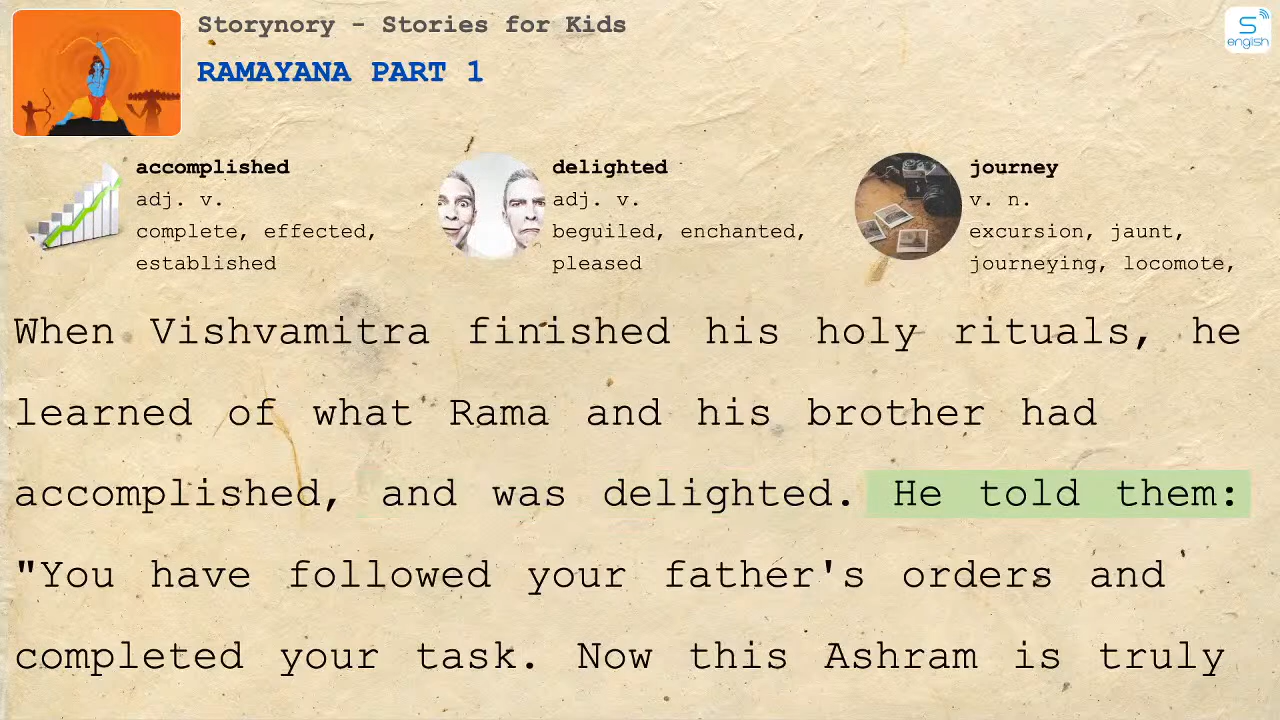 Storynory - Stories for Kids
S
english
RAMAYANA PART 1
accomplished
adj. v.
complete, effected,
established
delighted
adj. v.
beguiled, enchanted,
pleased
journey
v. n.
excursion, jaunt,
journeying, locomote,
When Vishvamitra finished his holy rituals, he
learned of what Rama and his brother had
accomplished, and was delighted. He told them:
"You have followed your father's orders and
completed your task. Now this Ashram is truly